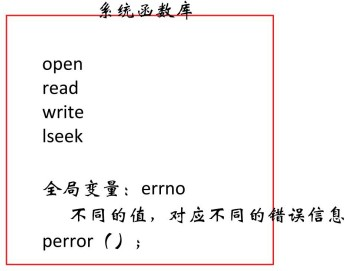 系统函数库
open
read
write
lseek
全局变量：errno
不同的值，对应不同的错误信息
perror（）；